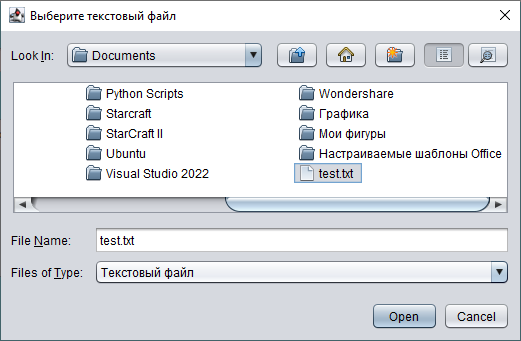 Выберите текстовый файл
Look In: Documents
Python Scripts
Starcraft
StarCraft II
Ubuntu
Visual Studio 2022
Wondershare
Графика
Мои фигуры
Настраиваемые шаблоны Office
test.txt
File Name: test.txt
Files of Type: Текстовый файл
Open Cancel